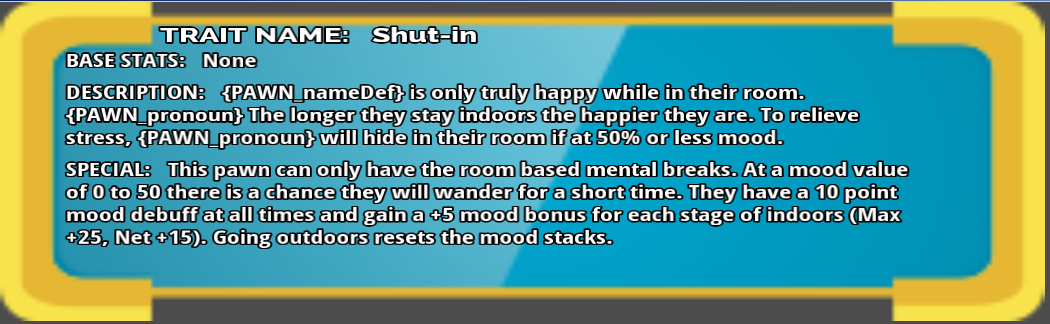 TRAIT NAME: Shut-in
BASE STATS: None
DESCRIPTION: {PAWN_nameDef} is only truly happy while in their room.
{PAWN_pronoun} The longer they stay indoors the happier they are. To relieve
stress, {PAWN_pronoun} will hide in their room if at 50% or less mood.
SPECIAL: This pawn can only have the room based mental breaks. At a mood value
of 0 to 50 there is a chance they will wander for a short time. They have a 10 point
mood debuff at all times and gain a +5 mood bonus for each stage of indoors (Max
+25, Net +15). Going outdoors resets the mood stacks.